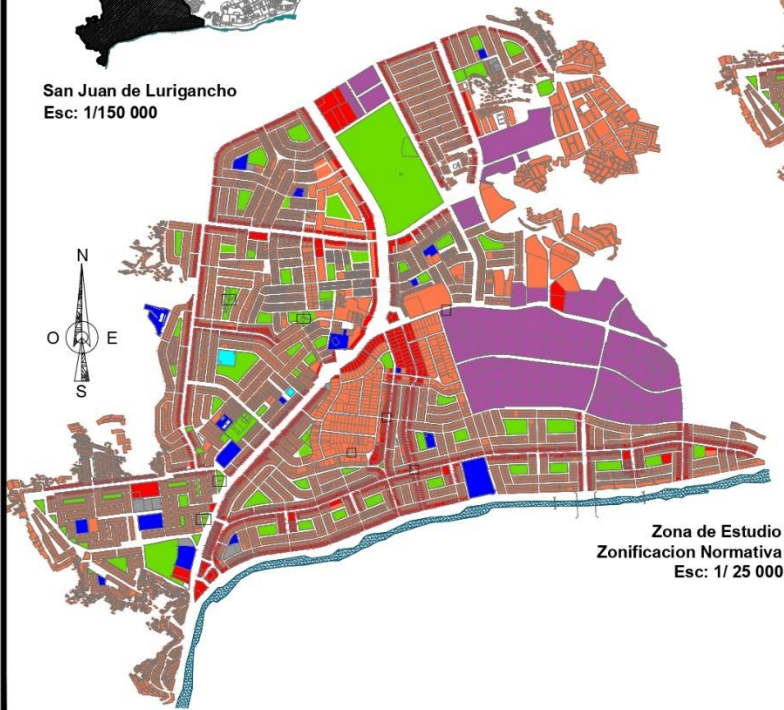 San Juan de Lurigancho
Esc: 1/150 000
N
O
E
S
Zona de Estudio
Zonificacion Normativa
Esc: 1/ 25 000